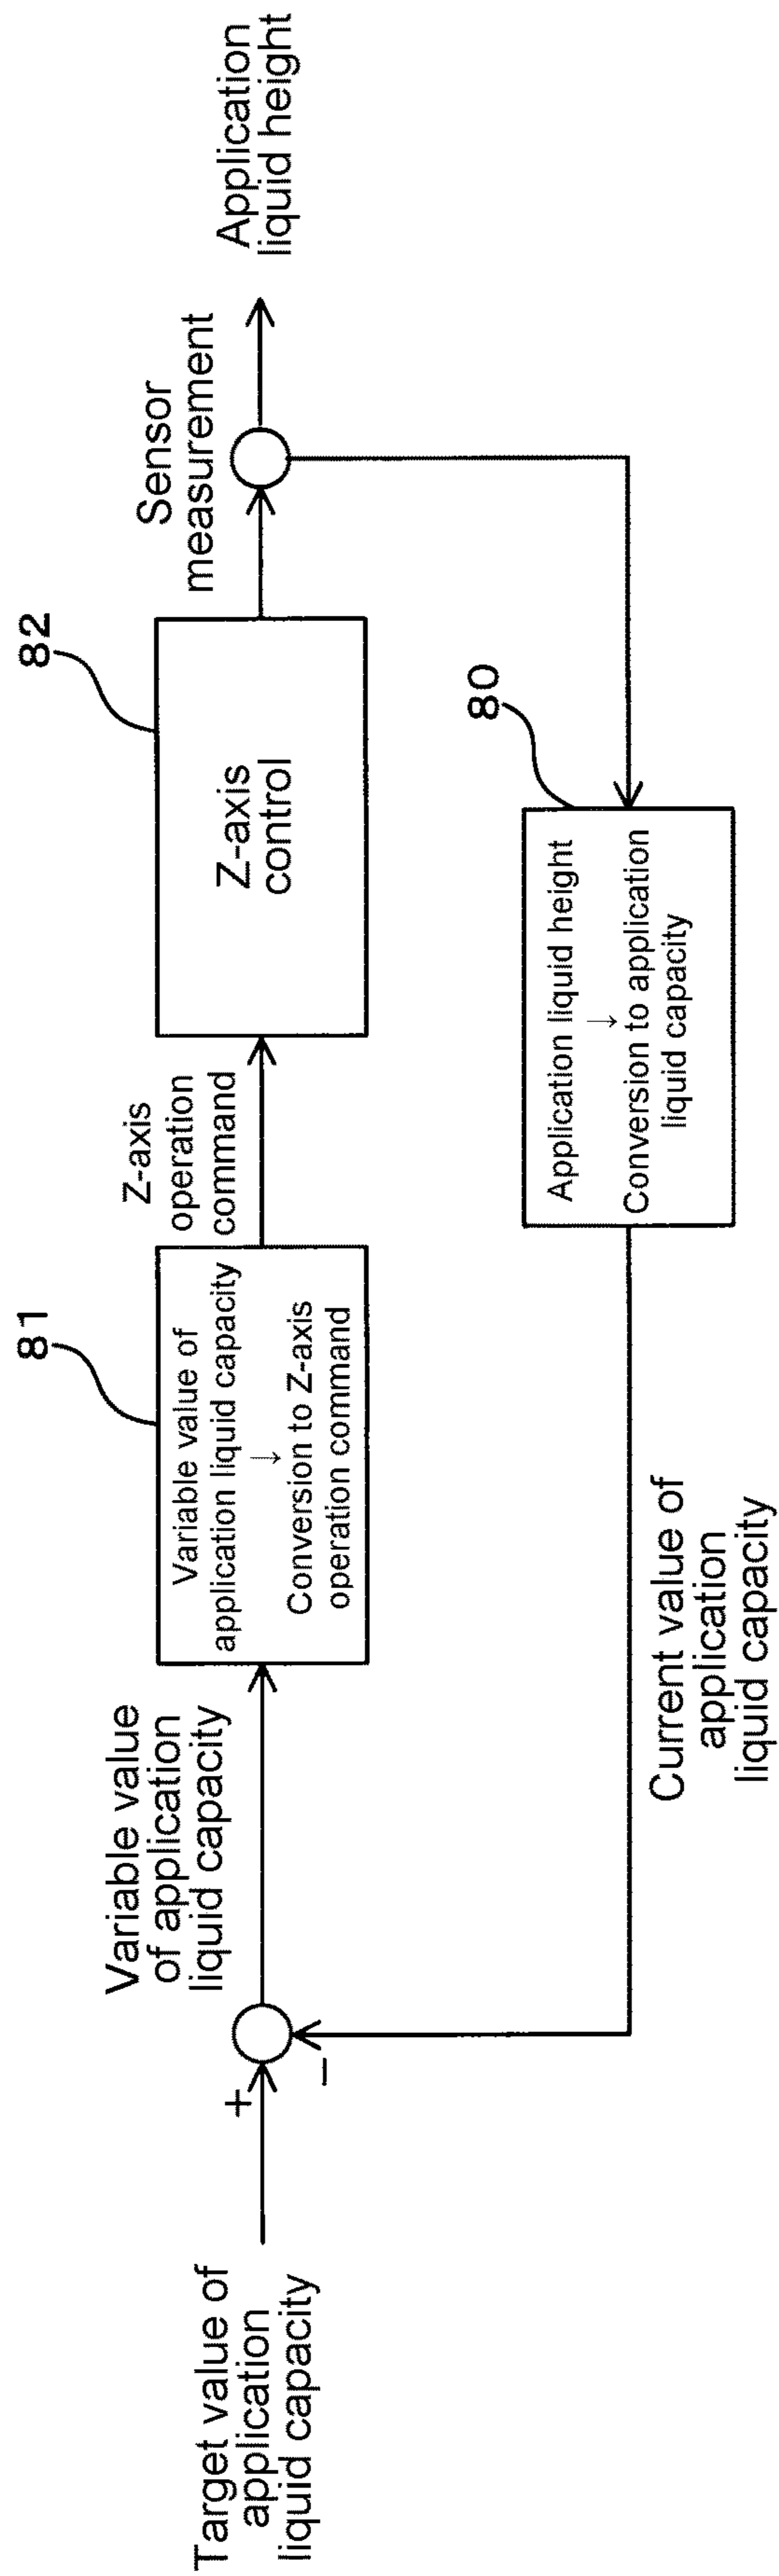 Target value of
application
liquid capacity
+
−
Variable value
of application
liquid capacity
81
Variable value of
application liquid capacity
↓
Conversion to Z-axis
operation command
Z-axis
operation
command
82
Z-axis
control
Sensor
measurement
Application
liquid height
80
Application liquid height
↓
Conversion to application
liquid capacity
Current value of
application
liquid capacity